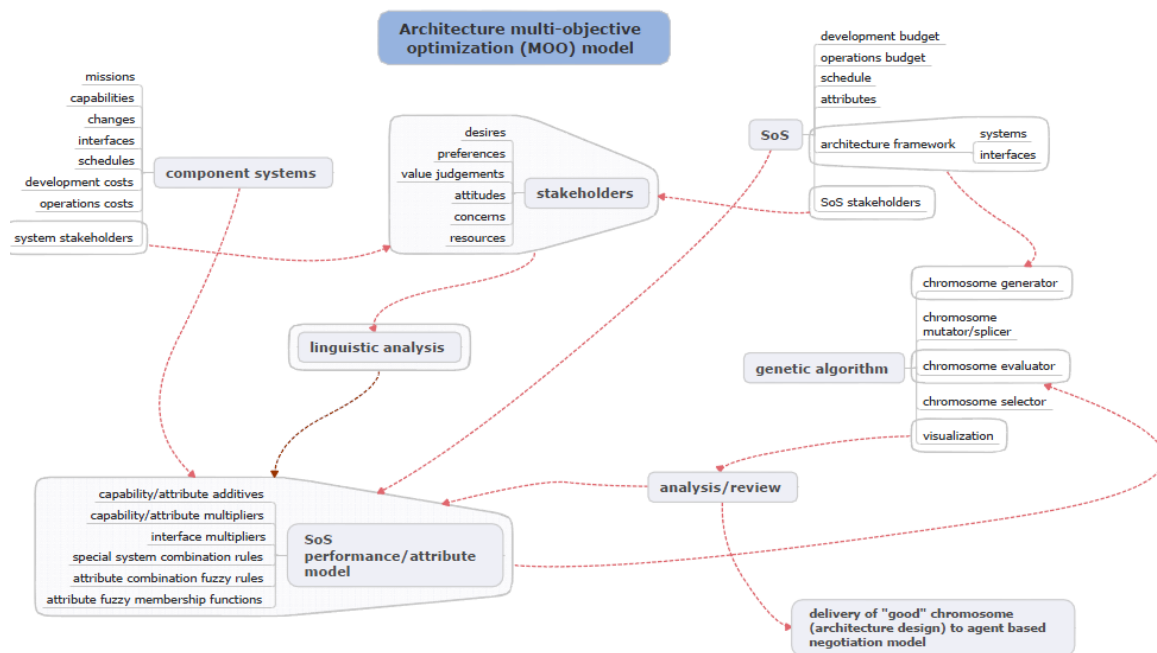 Architecture multi-objective
optimization (MOO) model
missions
capabilities
changes
interfaces
schedules
development costs
operations costs
system stakeholders
component systems
desires
preferences
value judgements
attitudes
concerns
resources
stakeholders
SoS
development budget
operations budget
schedule
attributes
architecture framework
systems
interfaces
SoS stakeholders
linguistic analysis
genetic algorithm
chromosome generator
chromosome
mutator/splicer
chromosome evaluator
chromosome selector
visualization
analysis/review
capability/attribute additives
capability/attribute multipliers
interface multipliers
special system combination rules
attribute combination fuzzy rules
attribute fuzzy membership functions
SoS
performance/attribute
model
delivery of "good" chromosome
(architecture design) to agent based
negotiation model